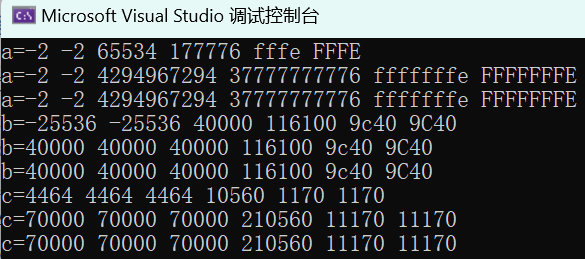 Microsoft Visual Studio 调试控制台
a=-2 -2 65534 177776 fffe FFFE
a=-2 -2 4294967294 37777777776 fffffffe FFFFFFFE
a=-2 -2 4294967294 37777777776 fffffffe FFFFFFFE
b=-25536 -25536 40000 116100 9c40 9C40
b=40000 40000 40000 116100 9c40 9C40
b=40000 40000 40000 116100 9c40 9C40
c=4464 4464 4464 10560 1170 1170
c=70000 70000 70000 210560 11170 11170
c=70000 70000 70000 210560 11170 11170